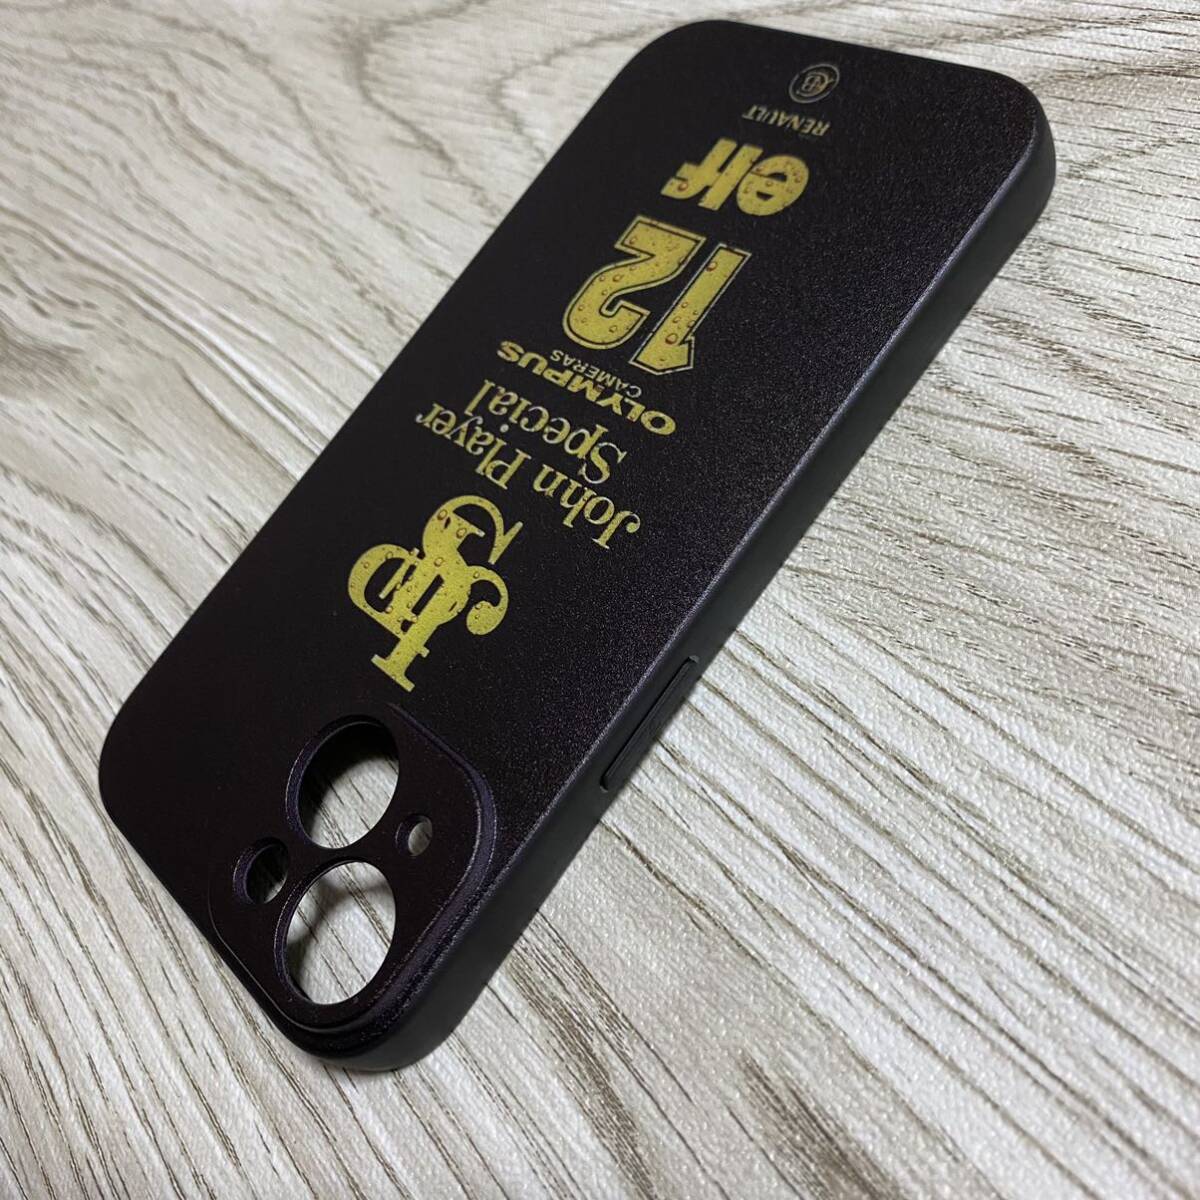 JPS
John Player
Special
OLYMPUS
CAMERAS
12
elf
RENAULT